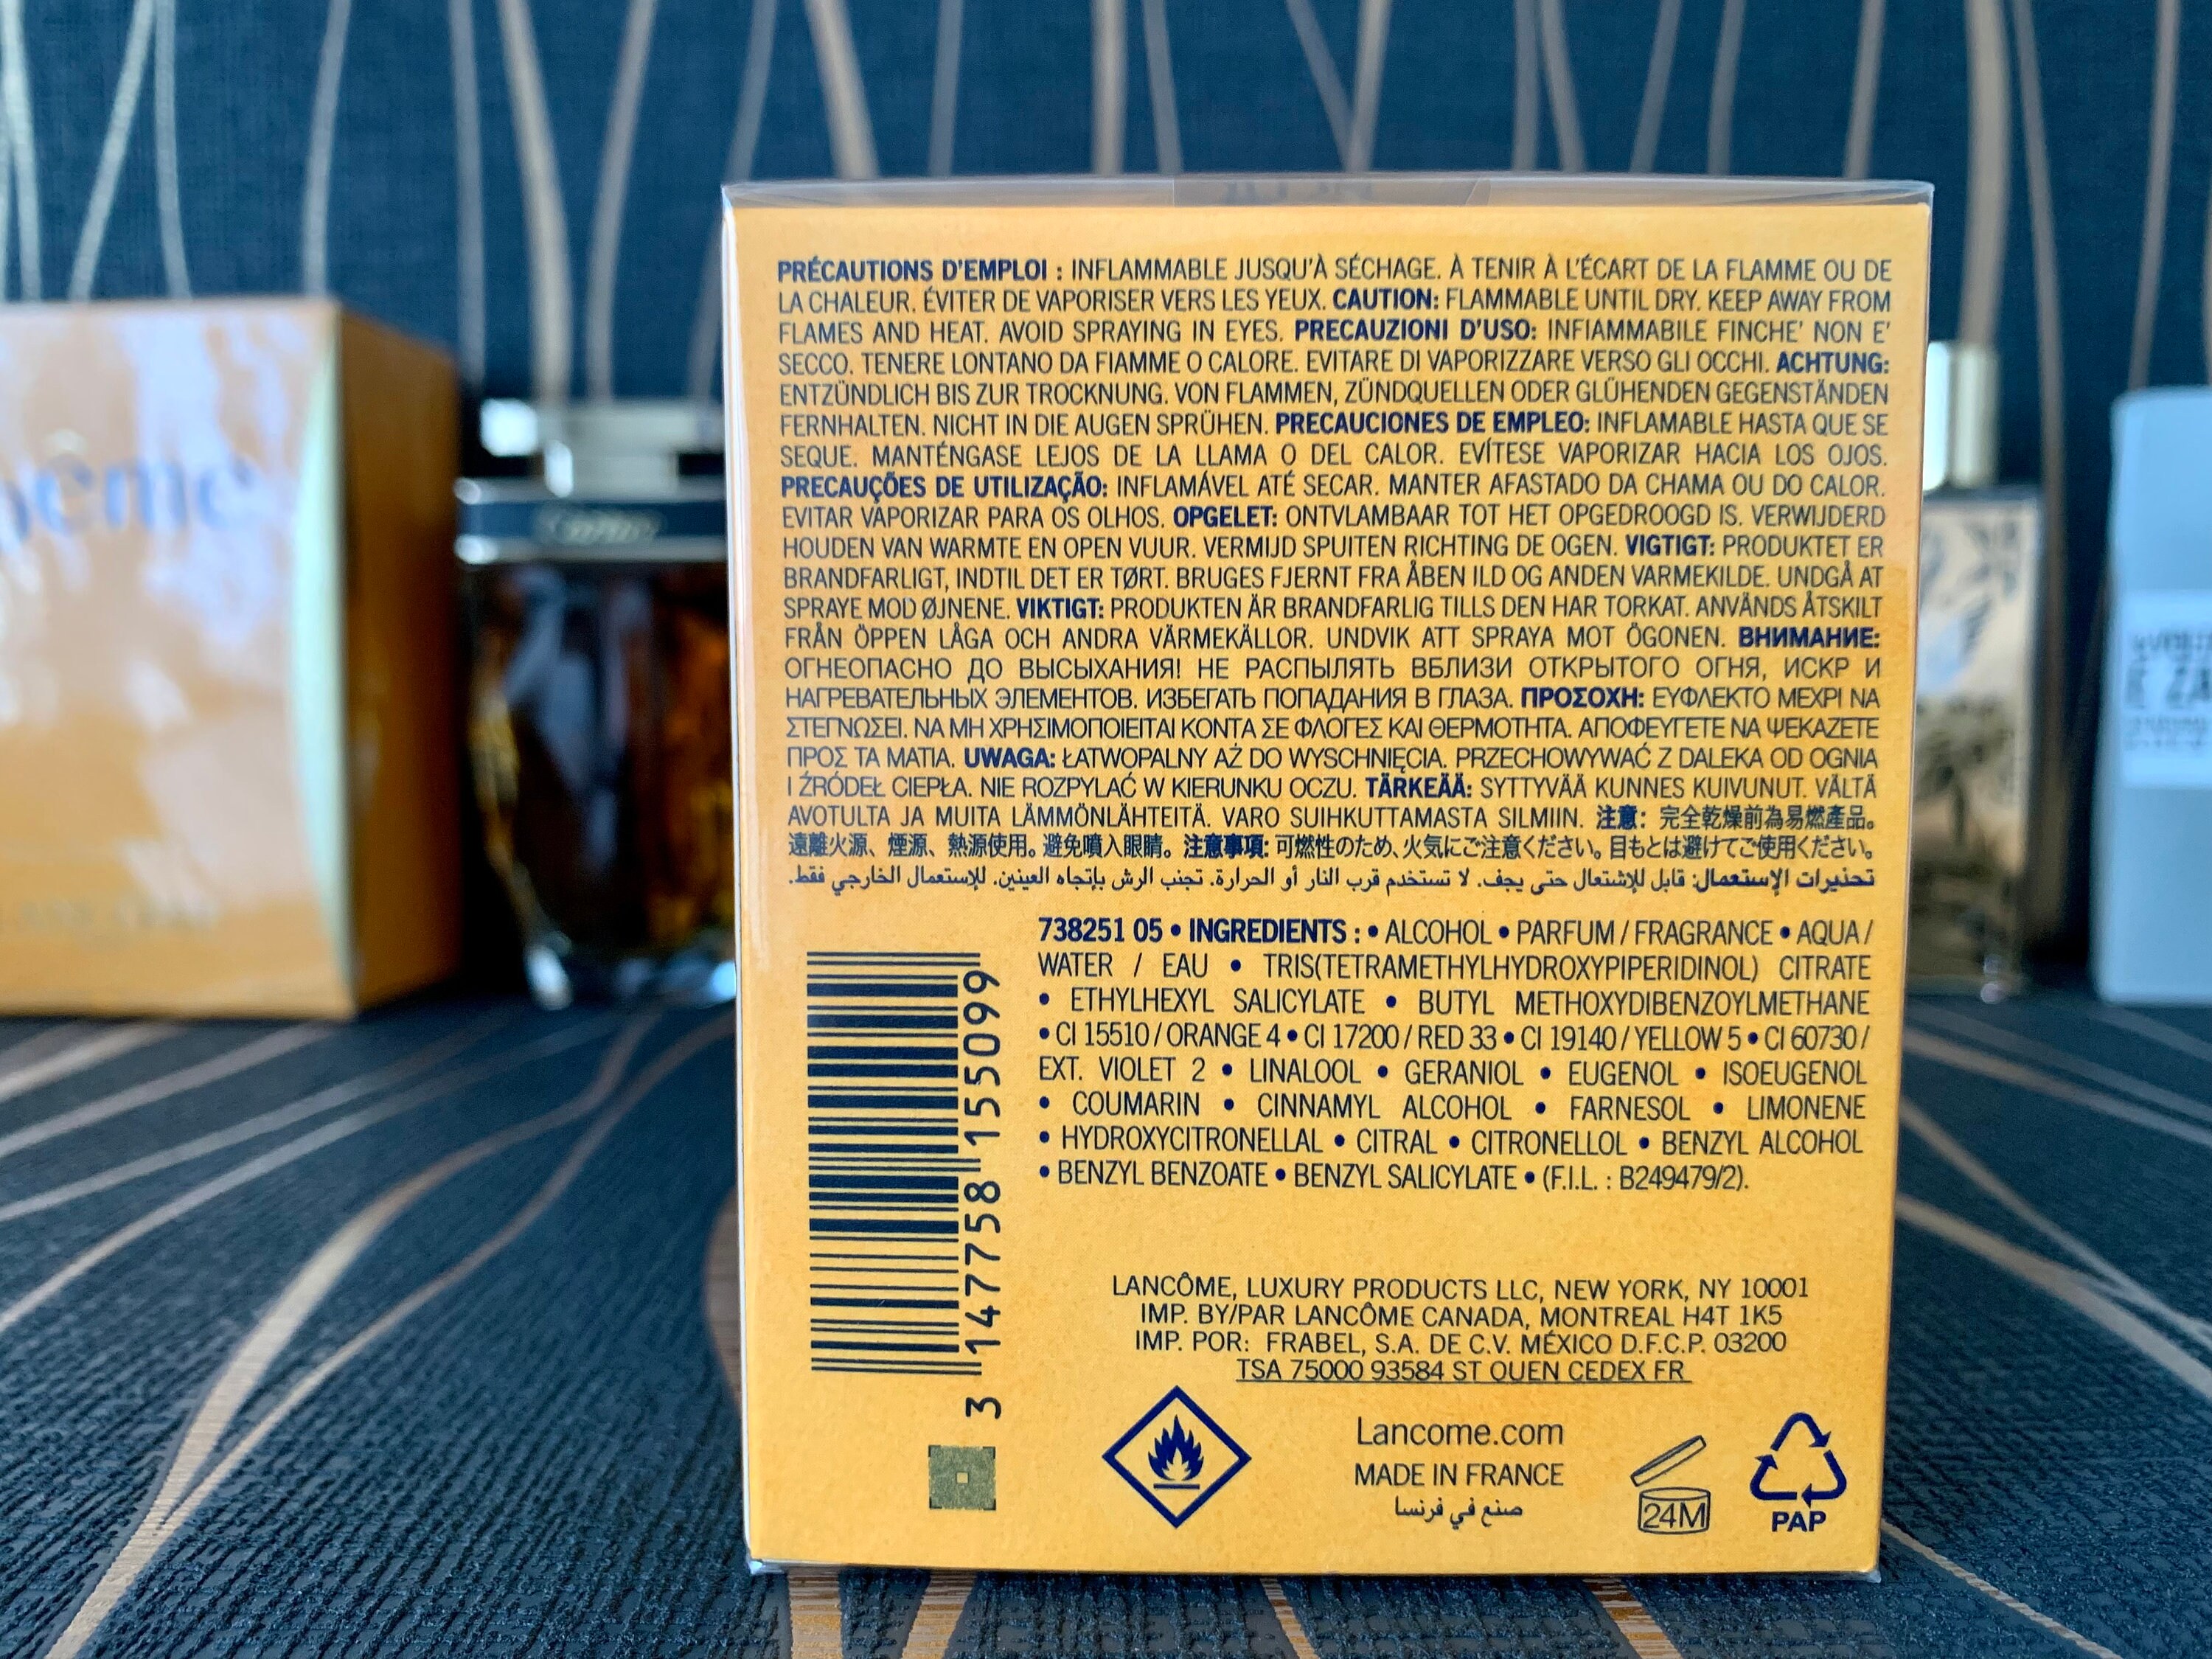 PRÉCAUTIONS D'EMPLOI : INFLAMMABLE JUSQU'À SÉCHAGE. À TENIR À L'ÉCART DE LA FLAMME OU DE
LA CHALEUR. ÉVITER DE VAPORISER VERS LES YEUX. CAUTION: FLAMMABLE UNTIL DRY. KEEP AWAY FROM
FLAMES AND HEAT. AVOID SPRAYING IN EYES. PRECAUZIONI D'USO: INFIAMMABILE FINCHE' NON E'
SECCO. TENERE LONTANO DA FIAMME O CALORE. EVITARE DI VAPORIZZARE VERSO GLI OCCHI. ACHTUNG:
ENTZÜNDLICH BIS ZUR TROCKNUNG. VON FLAMMEN, ZÜNDQUELLEN ODER GLÜHENDEN GEGENSTÄNDEN
FERNHALTEN. NICHT IN DIE AUGEN SPRÜHEN. PRECAUCIONES DE EMPLEO: INFLAMABLE HASTA QUE SE
SEQUE. MANTÉNGASE LEJOS DE LA LLAMA O DEL CALOR. EVÍTESE VAPORIZAR HACIA LOS OJOS.
PRECAUÇÕES DE UTILIZAÇÃO: INFLAMÁVEL ATÉ SECAR. MANTER AFASTADO DA CHAMA OU DO CALOR.
EVITAR VAPORIZAR PARA OS OLHOS. OPGELET: ONTVLAMBAAR TOT HET OPGEDROOGD IS. VERWIJDERD
HOUDEN VAN WARMTE EN OPEN VUUR. VERMIJD SPUITEN RICHTING DE OGEN. VIGTIGT: PRODUKTET ER
BRANDFARLIGT, INDTIL DET ER TØRT. BRUGES FJERNT FRA ÅBEN ILD OG ANDEN VARMEKILDE. UNDGÅ AT
SPRAYE MOD ØJNENE. VIKTIGT: PRODUKTEN ÄR BRANDFARLIG TILLS DEN HAR TORKAT. ANVÄNDS ÅTSKILT
FRÅN ÖPPEN LÅGA OCH ANDRA VÄRMEKÄLLOR. UNDVIK ATT SPRAYA MOT ÖGONEN. ВНИМАНИЕ:
ОГНЕОПАСНО ДО ВЫСЫХАНИЯ! НЕ РАСПЫЛЯТЬ ВБЛИЗИ ОТКРЫТОГО ОГНЯ, ИСКР И
НАГРЕВАТЕЛЬНЫХ ЭЛЕМЕНТОВ. ИЗБЕГАТЬ ПОПАДАНИЯ В ГЛАЗА. ΠΡΟΣΟΧΗ: ΕΥΦΛΕΚΤΟ ΜΕΧΡΙ ΝΑ
ΣΤΕΓΝΩΣΕΙ. ΝΑ ΜΗ ΧΡΗΣΙΜΟΠΟΙΕΙΤΑΙ ΚΟΝΤΑ ΣΕ ΦΛΟΓΕΣ ΚΑΙ ΘΕΡΜΟΤΗΤΑ. ΑΠΟΦΕΥΓΕΤΕ ΝΑ ΨΕΚΑΖΕΤΕ
ΠΡΟΣ ΤΑ ΜΑΤΙΑ. UWAGA: ŁATWOPALNY AŻ DO WYSCHNIĘCIA. PRZECHOWYWAĆ Z DALEKA OD OGNIA
I ŹRÓDEŁ CIEPŁA. NIE ROZPYLAĆ W KIERUNKU OCZU. TÄRKEÄÄ: SYTTYVÄÄ KUNNES KUIVUNUT. VÄLTÄ
AVOTULTA JA MUITA LÄMMÖNLÄHTEITÄ. VARO SUIHKUTTAMASTA SILMIIN. 注意: 完全乾燥前為易燃產品。
遠離火源、煙源、熱源使用。避免噴入眼睛。注意事項: 可燃性のため、火気にご注意ください。目もとは避けてご使用ください。
تحذيرات الإستعمال: قابل للإشتعال حتى يجف. لا تستخدم قرب النار أو الحرارة. تجنب الرش بإتجاه العينين. للإستعمال الخارجي فقط.
738251 05 • INGREDIENTS : • ALCOHOL • PARFUM / FRAGRANCE • AQUA /
WATER / EAU • TRIS(TETRAMETHYLHYDROXYPIPERIDINOL) CITRATE
• ETHYLHEXYL SALICYLATE • BUTYL METHOXYDIBENZOYLMETHANE
• CI 15510 / ORANGE 4 • CI 17200 / RED 33 • CI 19140 / YELLOW 5 • CI 60730 /
EXT. VIOLET 2 • LINALOOL • GERANIOL • EUGENOL • ISOEUGENOL
• COUMARIN • CINNAMYL ALCOHOL • FARNESOL • LIMONENE
• HYDROXYCITRONELLAL • CITRAL • CITRONELLOL • BENZYL ALCOHOL
• BENZYL BENZOATE • BENZYL SALICYLATE • (F.I.L. : B249479/2).
3 147758 155099
LANCÔME, LUXURY PRODUCTS LLC, NEW YORK, NY 10001
IMP. BY/PAR LANCÔME CANADA, MONTREAL H4T 1K5
IMP. POR: FRABEL, S.A. DE C.V. MÉXICO D.F.C.P. 03200
TSA 75000 93584 ST OUEN CEDEX FR
Lancome.com
MADE IN FRANCE
صنع في فرنسا
24M
PAP
Cartier